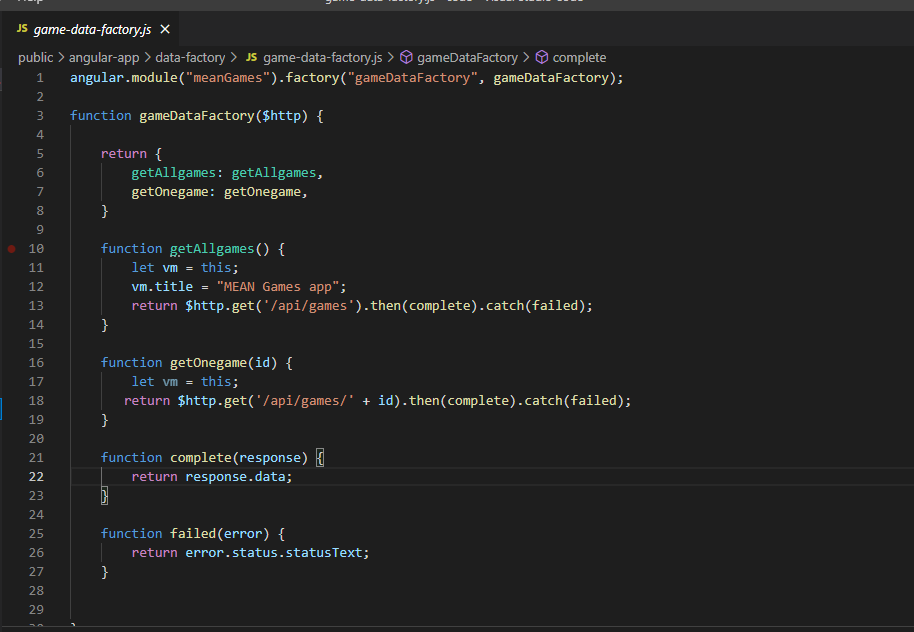 JS game-data-factory.js ×
public > angular-app > data-factory > JS game-data-factory.js > gameDataFactory > complete
1 angular.module("meanGames").factory("gameDataFactory", gameDataFactory);
2
3 function gameDataFactory($http) {
4
5     return {
6         getAllgames: getAllgames,
7         getOnegame: getOnegame,
8     }
9
10     function getAllgames() {
11         let vm = this;
12         vm.title = "MEAN Games app";
13         return $http.get('/api/games').then(complete).catch(failed);
14     }
15
16     function getOnegame(id) {
17         let vm = this;
18        return $http.get('/api/games/' + id).then(complete).catch(failed);
19     }
20
21     function complete(response) {
22         return response.data;
23     }
24
25     function failed(error) {
26         return error.status.statusText;
27     }
28
29